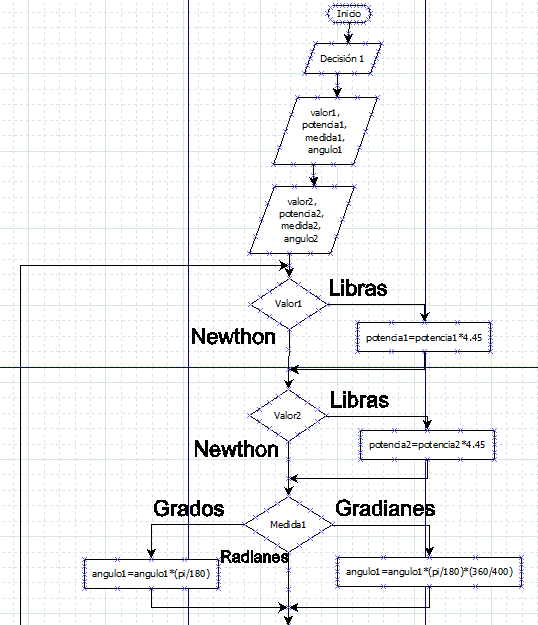 Inicio
Decisión 1
valor1,
potencia1,
medida1,
angulo1
valor2,
potencia2,
medida2,
angulo2
Valor1
Libras
Newthon
potencia1=potencia1*4.45
Valor2
Libras
Newthon
potencia2=potencia2*4.45
Medida1
Grados
Gradianes
Radianes
angulo1=angulo1*(pi/180)
angulo1=angulo1*(pi/180)*(360/400)